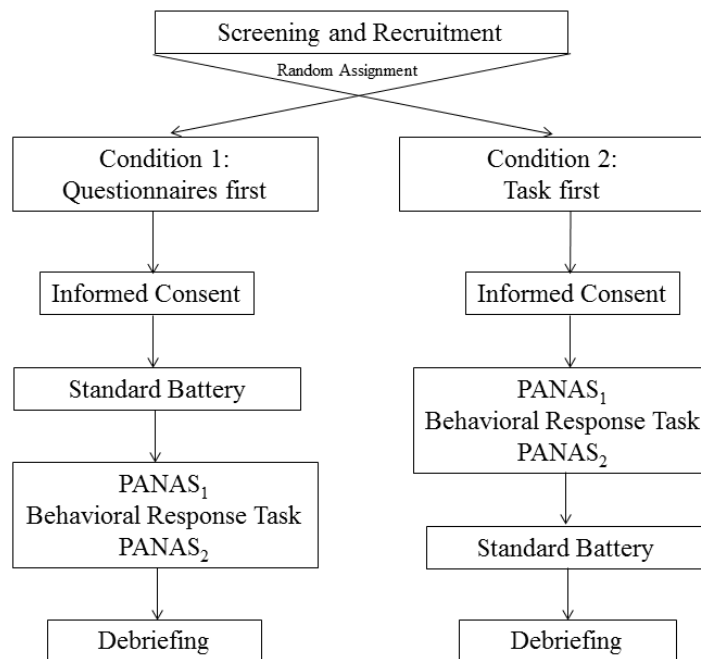 Screening and Recruitment
Random Assignment
Condition 1:
Questionnaires first
Informed Consent
Standard Battery
PANAS₁
Behavioral Response Task
PANAS₂
Debriefing
Condition 2:
Task first
Informed Consent
PANAS₁
Behavioral Response Task
PANAS₂
Standard Battery
Debriefing